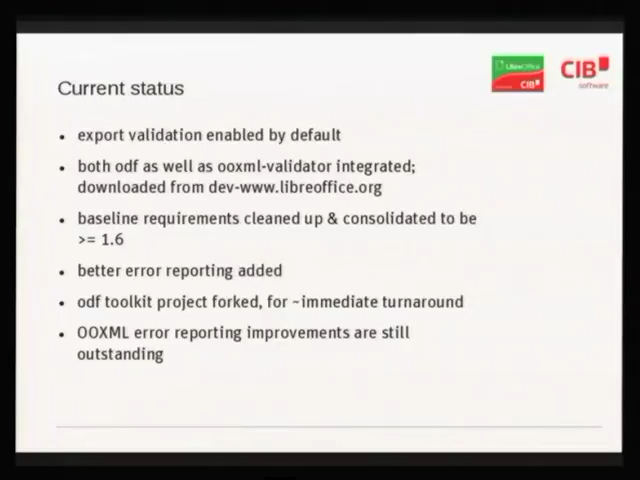 LibreOffice
CIB
CIB
software
Current status
• export validation enabled by default
• both odf as well as ooxml-validator integrated;
downloaded from dev-www.libreoffice.org
• baseline requirements cleaned up & consolidated to be
>= 1.6
• better error reporting added
• odf toolkit project forked, for ~immediate turnaround
• OOXML error reporting improvements are still
outstanding